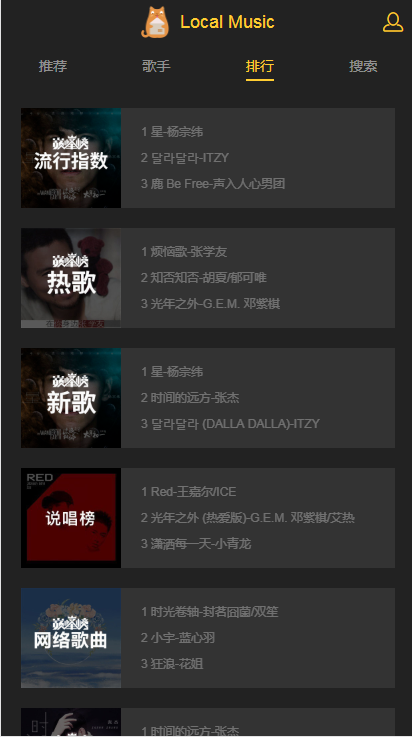 Local Music
推荐 歌手 排行 搜索
巅峰榜
流行指数
1 星-杨宗纬
2 달라달라-ITZY
3 鹿 Be Free-声入人心男团
巅峰榜
热歌
1 烦恼歌-张学友
2 知否知否-胡夏/郁可唯
3 光年之外-G.E.M. 邓紫棋
巅峰榜
新歌
1 星-杨宗纬
2 时间的远方-张杰
3 달라달라 (DALLA DALLA)-ITZY
RED
说唱榜
1 Red-王嘉尔/ICE
2 光年之外 (热爱版)-G.E.M. 邓紫棋/艾热
3 潇洒每一天-小青龙
巅峰榜
网络歌曲
1 时光卷轴-封茗囧菌/双笙
2 小宇-蓝心羽
3 狂浪-花姐
1 时间的远方-张杰